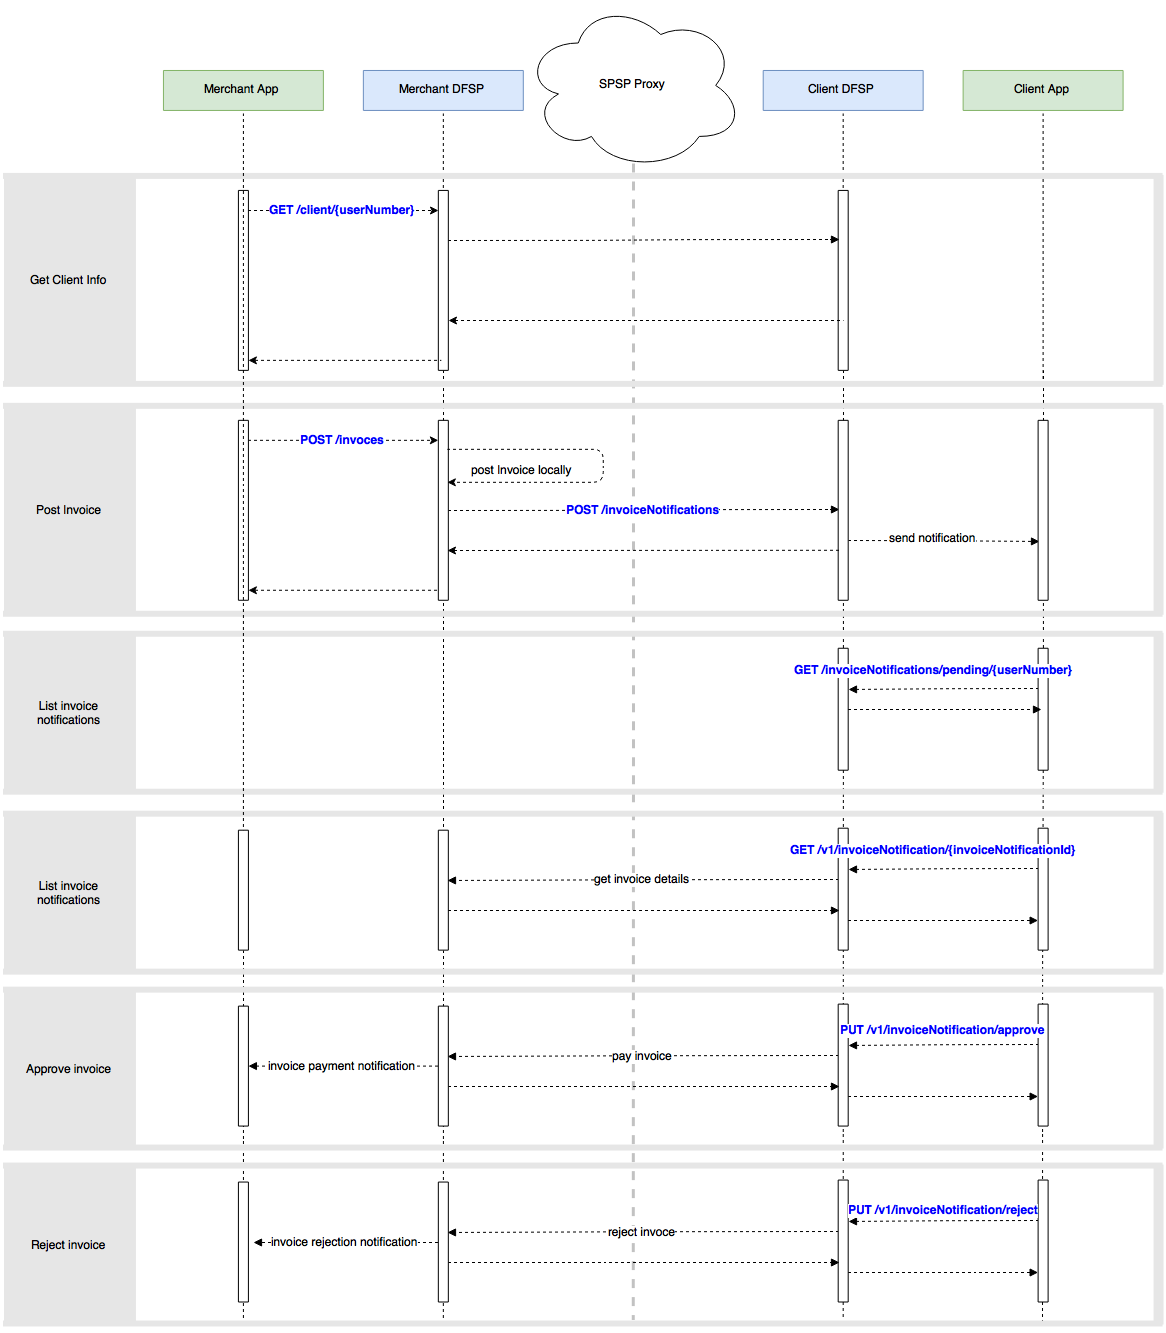 Merchant App
Merchant DFSP
SPSP Proxy
Client DFSP
Client App
Get Client Info
GET /client/{userNumber}
Post Invoice
POST /invoces
post Invoice locally
POST /invoiceNotifications
send notification
List invoice
notifications
GET /invoiceNotifications/pending/{userNumber}
List invoice
notifications
GET /v1/invoiceNotification/{invoiceNotificationId}
get invoice details
Approve invoice
PUT /v1/invoiceNotification/approve
pay invoice
invoice payment notification
Reject invoice
PUT /v1/invoiceNotification/reject
reject invoce
invoice rejection notification